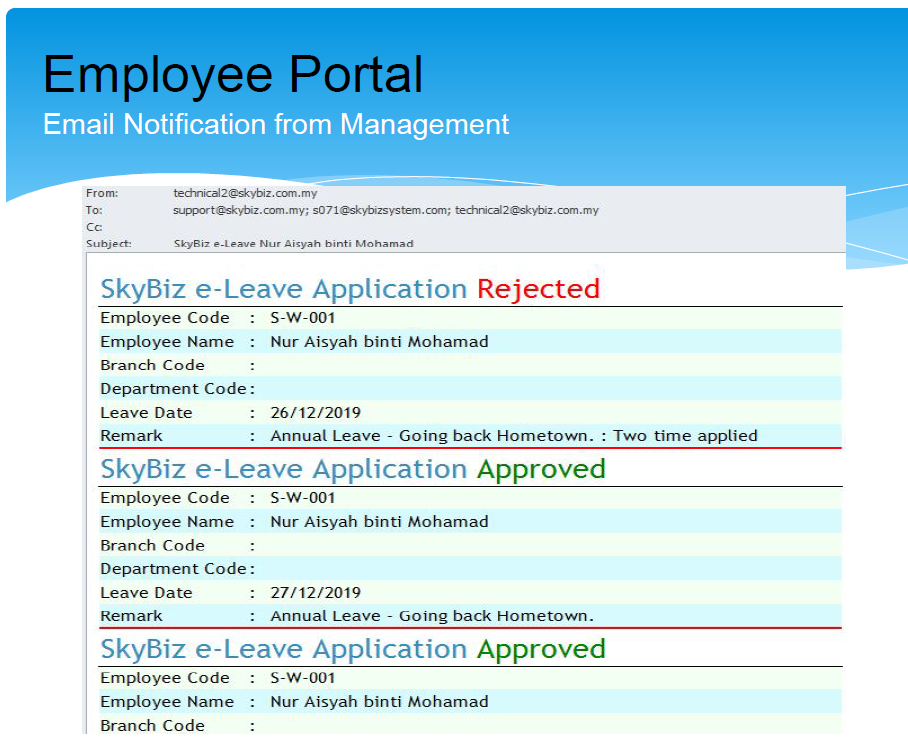 Employee Portal
Email Notification from Management
From: technical2@skybiz.com.my
To: support@skybiz.com.my; s071@skybizsystem.com; technical2@skybiz.com.my
Cc:
Subject: SkyBiz e-Leave Nur Aisyah binti Mohamad
SkyBiz e-Leave Application Rejected
Employee Code : S-W-001
Employee Name : Nur Aisyah binti Mohamad
Branch Code :
Department Code :
Leave Date : 26/12/2019
Remark : Annual Leave - Going back Hometown. : Two time applied
SkyBiz e-Leave Application Approved
Employee Code : S-W-001
Employee Name : Nur Aisyah binti Mohamad
Branch Code :
Department Code :
Leave Date : 27/12/2019
Remark : Annual Leave - Going back Hometown.
SkyBiz e-Leave Application Approved
Employee Code : S-W-001
Employee Name : Nur Aisyah binti Mohamad
Branch Code :